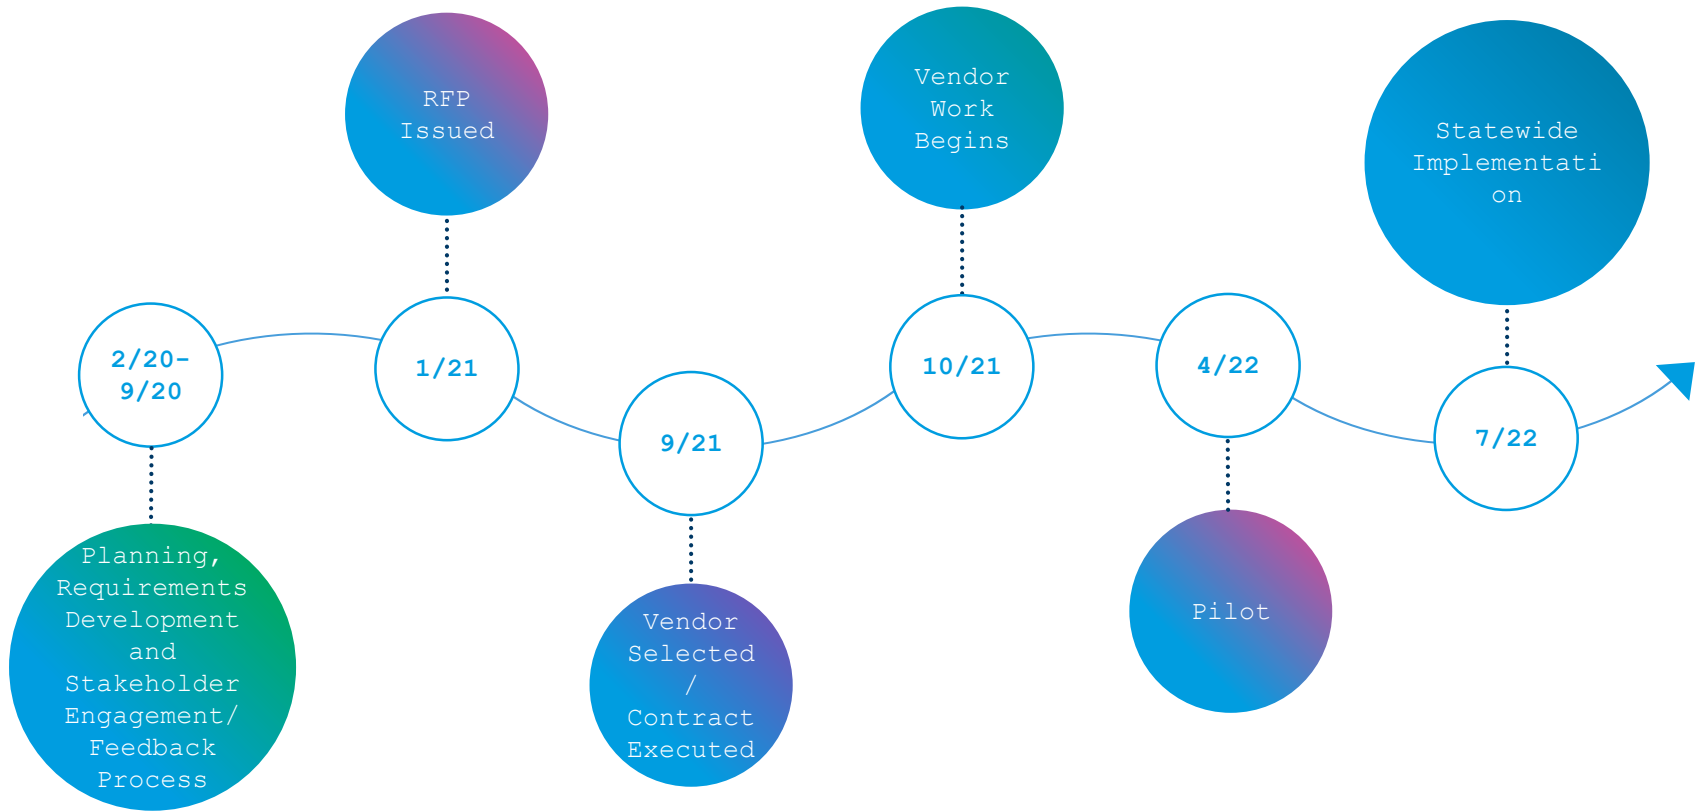 RFP
Issued
Vendor
Work
Begins
Statewide
Implementati
on
2/20-
9/20
1/21
9/21
10/21
4/22
7/22
Planning,
Requirements
Development
and
Stakeholder
Engagement/
Feedback
Process
Vendor
Selected
/
Contract
Executed
Pilot